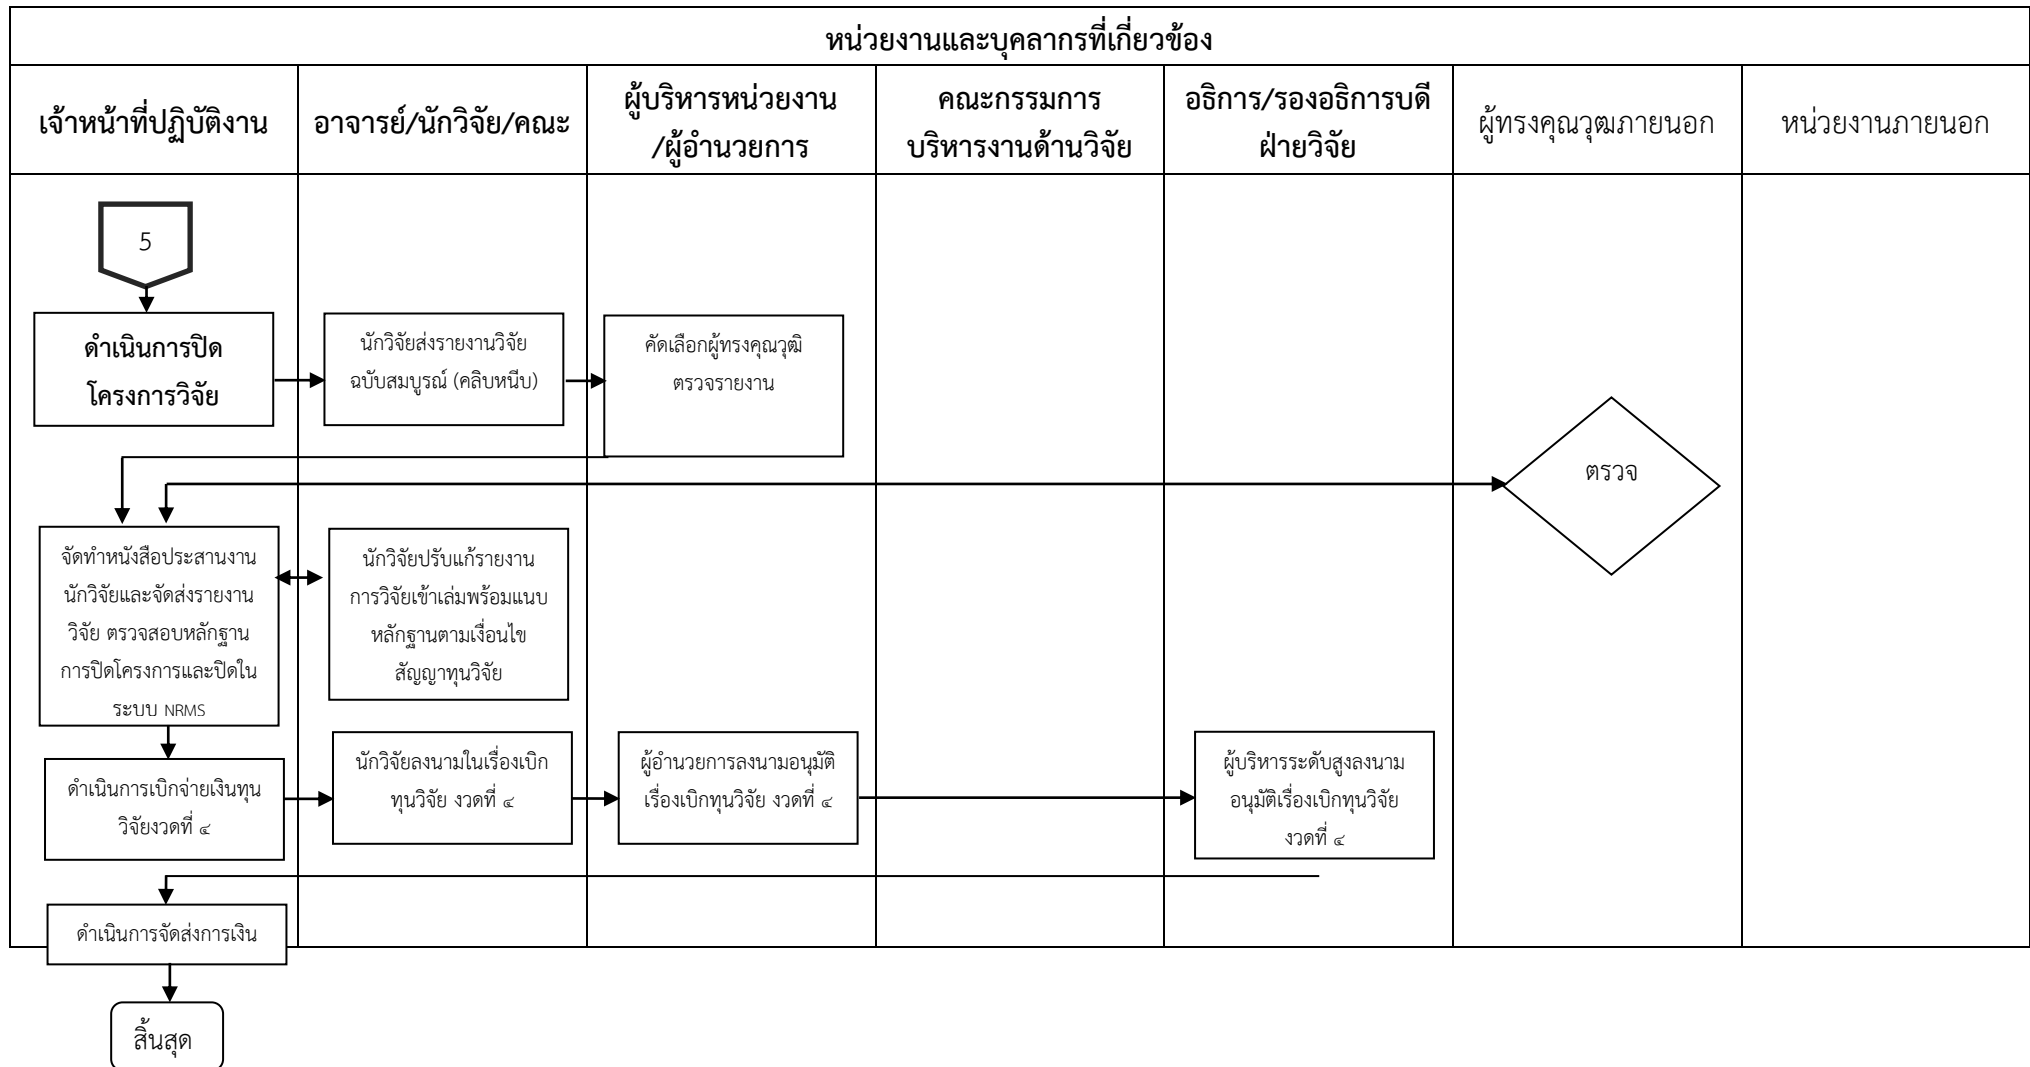 หน่วยงานและบุคลากรที่เกี่ยวข้อง
เจ้าหน้าที่ปฏิบัติงาน
อาจารย์/นักวิจัย/คณะ
ผู้บริหารหน่วยงาน
/ผู้อำนวยการ
คณะกรรมการ
บริหารงานด้านวิจัย
อธิการ/รองอธิการบดี
ฝ่ายวิจัย
ผู้ทรงคุณวุฒภายนอก
หน่วยงานภายนอก
5
ดำเนินการปิด
โครงการวิจัย
นักวิจัยส่งรายงานวิจัย
ฉบับสมบูรณ์ (คลิบหนีบ)
คัดเลือกผู้ทรงคุณวุฒิ
ตรวจรายงาน
ตรวจ
จัดทำหนังสือประสานงาน
นักวิจัยและจัดส่งรายงาน
วิจัย ตรวจสอบหลักฐาน
การปิดโครงการและปิดใน
ระบบ NRMS
นักวิจัยปรับแก้รายงาน
การวิจัยเข้าเล่มพร้อมแนบ
หลักฐานตามเงื่อนไข
สัญญาทุนวิจัย
ดำเนินการเบิกจ่ายเงินทุน
วิจัยงวดที่ ๔
นักวิจัยลงนามในเรื่องเบิก
ทุนวิจัย งวดที่ ๔
ผู้อำนวยการลงนามอนุมัติ
เรื่องเบิกทุนวิจัย งวดที่ ๔
ผู้บริหารระดับสูงลงนาม
อนุมัติเรื่องเบิกทุนวิจัย
งวดที่ ๔
ดำเนินการจัดส่งการเงิน
สิ้นสุด